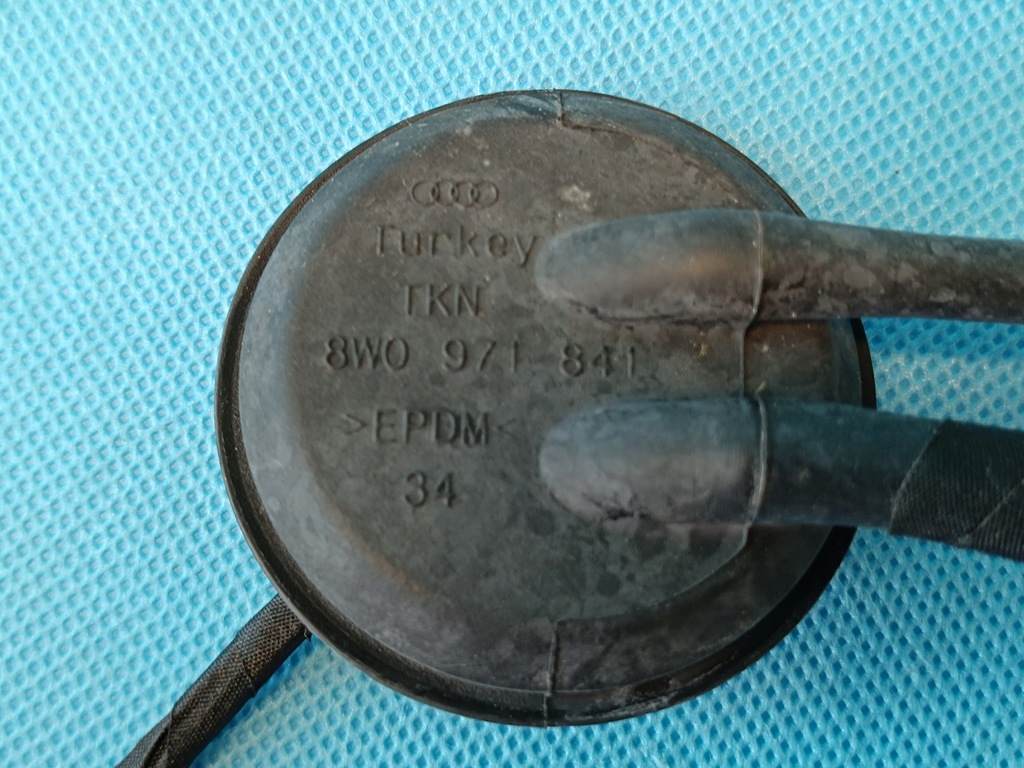 Turkey
TKN
8W0 971 841
>EPDM<
34